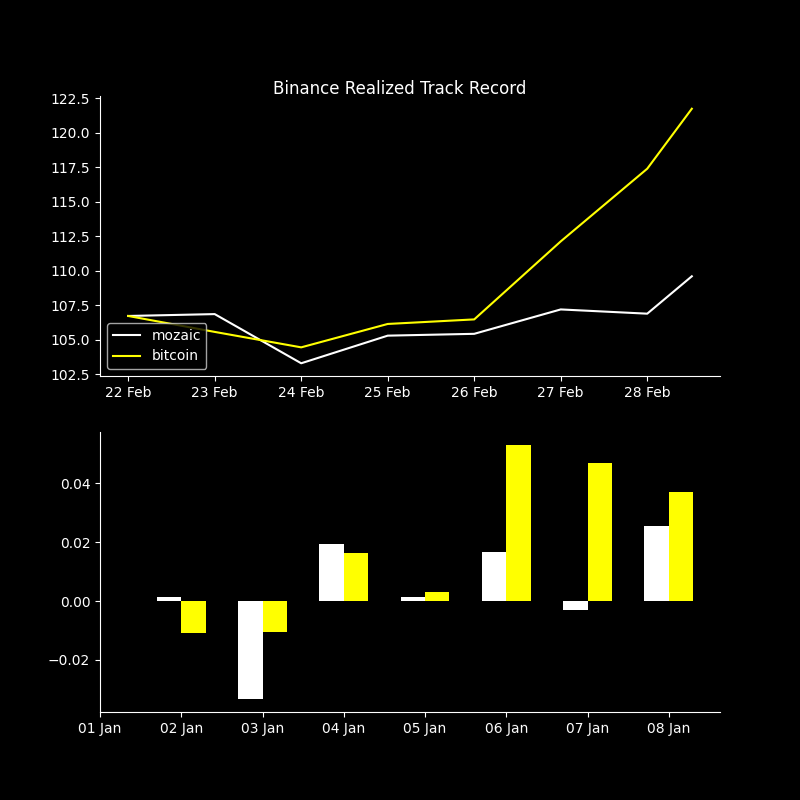 Binance Realized Track Record
122.5
120.0
117.5
115.0
112.5
110.0
107.5
105.0
102.5
mozaic
bitcoin
22 Feb 23 Feb 24 Feb 25 Feb 26 Feb 27 Feb 28 Feb
0.04
0.02
0.00
−0.02
01 Jan 02 Jan 03 Jan 04 Jan 05 Jan 06 Jan 07 Jan 08 Jan